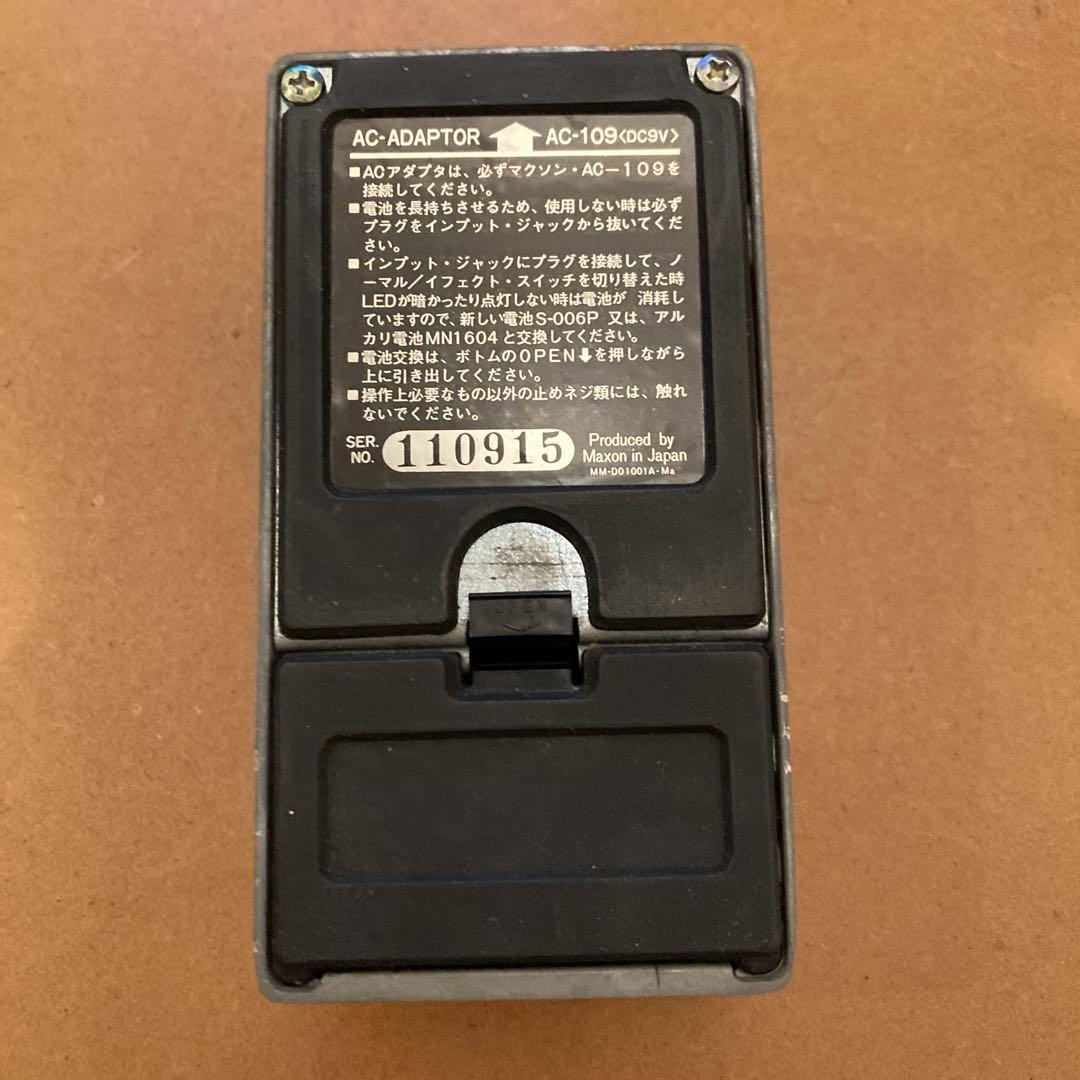 AC-ADAPTOR AC-109<DC9V>
■ACアダプタは、必ずマクソン・AC-109を
接続してください。
■電池を長持ちさせるため、使用しない時は必ず
プラグをインプット・ジャックから抜いてくだ
さい。
■インプット・ジャックにプラグを接続して、ノ
ーマル/イフェクト・スイッチを切り替えた時
LEDが暗かったり点灯しない時は電池が 消耗し
ていますので、新しい電池S-006P 又は、アル
カリ電池MN1604と交換してください。
■電池交換は、ボトムのOPEN⬇を押しながら
上に引き出してください。
■操作上必要なもの以外の止めネジ類には、触れ
ないでください。
SER.
NO. 110915
Produced by
Maxon in Japan
MM-D01001A-Ma
OPEN